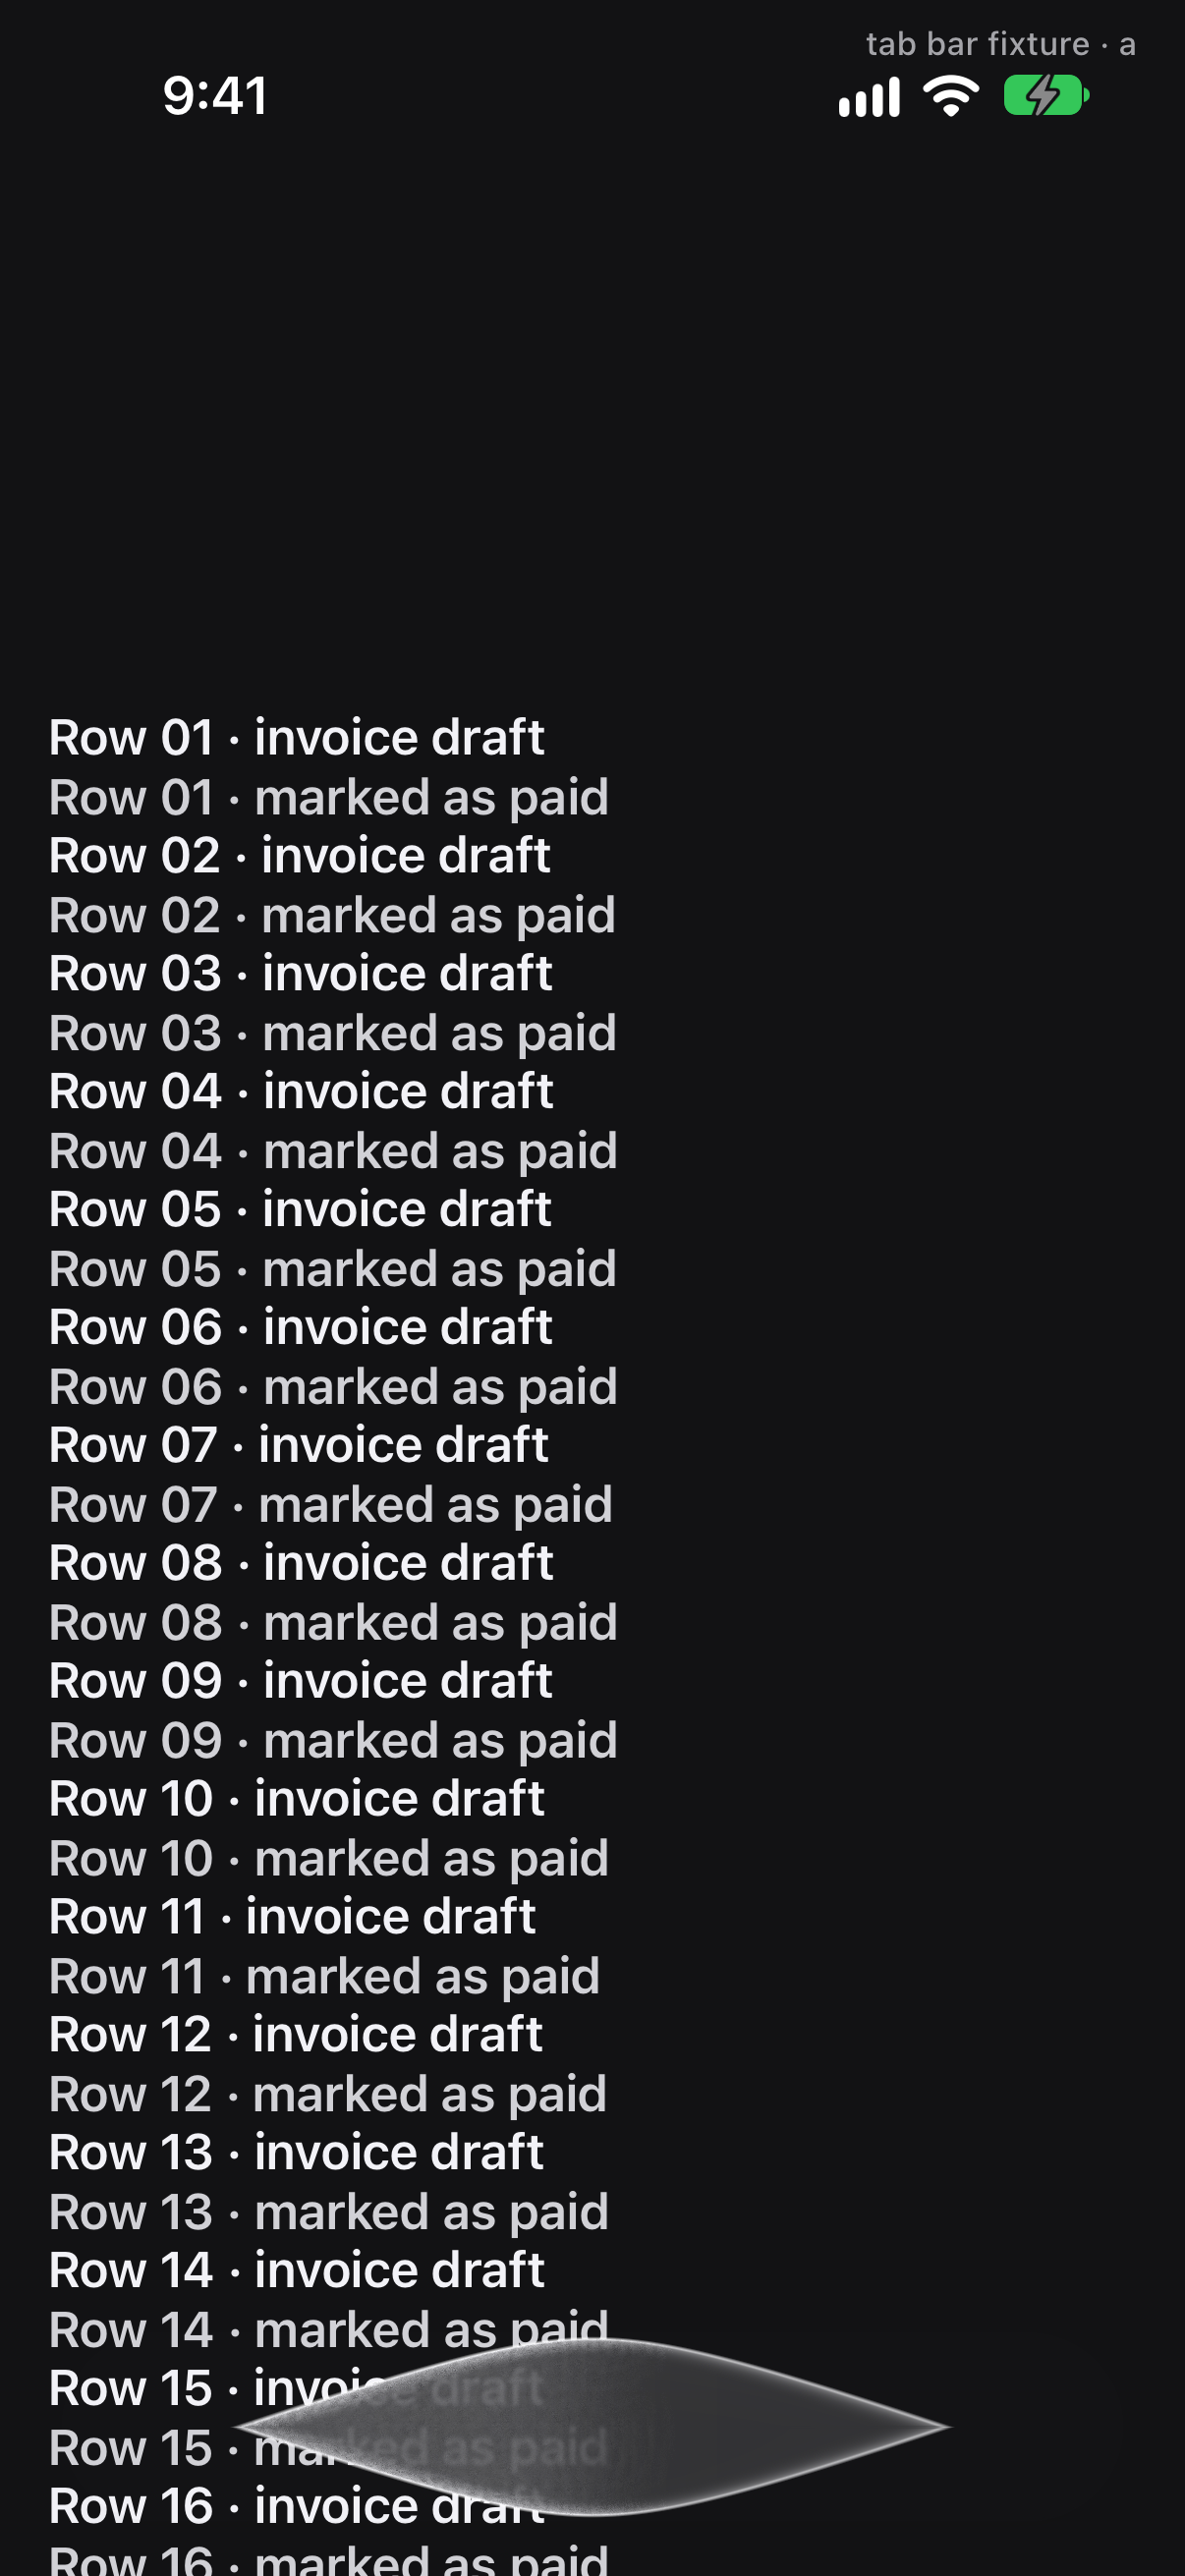 tab bar fixture · a
9:41
Row 01 · invoice draft
Row 01 · marked as paid
Row 02 · invoice draft
Row 02 · marked as paid
Row 03 · invoice draft
Row 03 · marked as paid
Row 04 · invoice draft
Row 04 · marked as paid
Row 05 · invoice draft
Row 05 · marked as paid
Row 06 · invoice draft
Row 06 · marked as paid
Row 07 · invoice draft
Row 07 · marked as paid
Row 08 · invoice draft
Row 08 · marked as paid
Row 09 · invoice draft
Row 09 · marked as paid
Row 10 · invoice draft
Row 10 · marked as paid
Row 11 · invoice draft
Row 11 · marked as paid
Row 12 · invoice draft
Row 12 · marked as paid
Row 13 · invoice draft
Row 13 · marked as paid
Row 14 · invoice draft
Row 14 · marked as paid
Row 15 · invoice draft
Row 15 · marked as paid
Row 16 · invoice draft
Row 16 · marked as paid